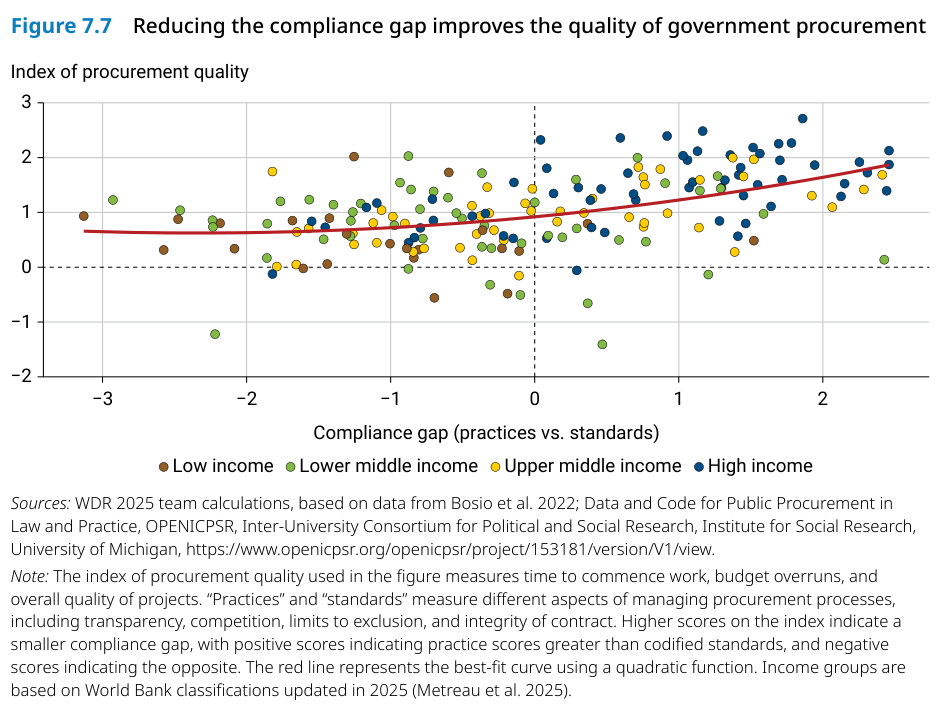 Figure 7.7 Reducing the compliance gap improves the quality of government procurement
Index of procurement quality
3
2
1
0
−1
−2
−3 −2 −1 0 1 2
Compliance gap (practices vs. standards)
Low income Lower middle income Upper middle income High income
Sources: WDR 2025 team calculations, based on data from Bosio et al. 2022; Data and Code for Public Procurement in
Law and Practice, OPENICPSR, Inter-University Consortium for Political and Social Research, Institute for Social Research,
University of Michigan, https://www.openicpsr.org/openicpsr/project/153181/version/V1/view.
Note: The index of procurement quality used in the figure measures time to commence work, budget overruns, and
overall quality of projects. “Practices” and “standards” measure different aspects of managing procurement processes,
including transparency, competition, limits to exclusion, and integrity of contract. Higher scores on the index indicate a
smaller compliance gap, with positive scores indicating practice scores greater than codified standards, and negative
scores indicating the opposite. The red line represents the best-fit curve using a quadratic function. Income groups are
based on World Bank classifications updated in 2025 (Metreau et al. 2025).